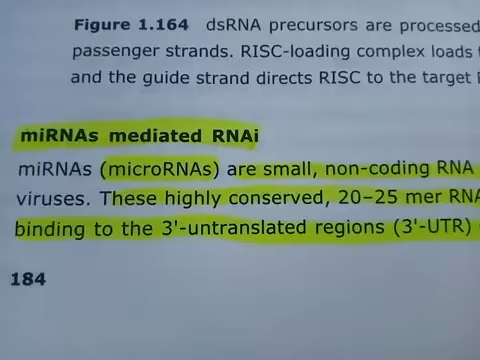 Figure 1.164 dsRNA precursors are processed
passenger strands. RISC-loading complex loads
and the guide strand directs RISC to the target
miRNAs mediated RNAi
miRNAs (microRNAs) are small, non-coding RNA
viruses. These highly conserved, 20–25 mer RNA
binding to the 3'-untranslated regions (3'-UTR)
184